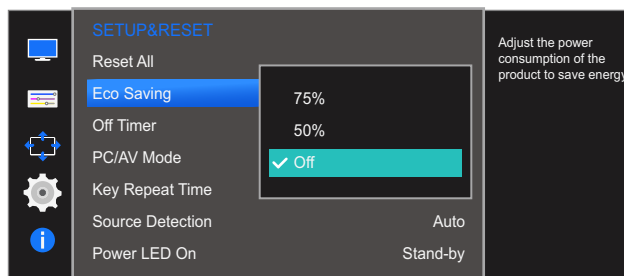 SETUP&RESET
Reset All
Eco Saving
Off Timer
PC/AV Mode
Key Repeat Time
Source Detection Auto
Power LED On Stand-by
75%
50%
Off
Adjust the power
consumption of the
product to save energy